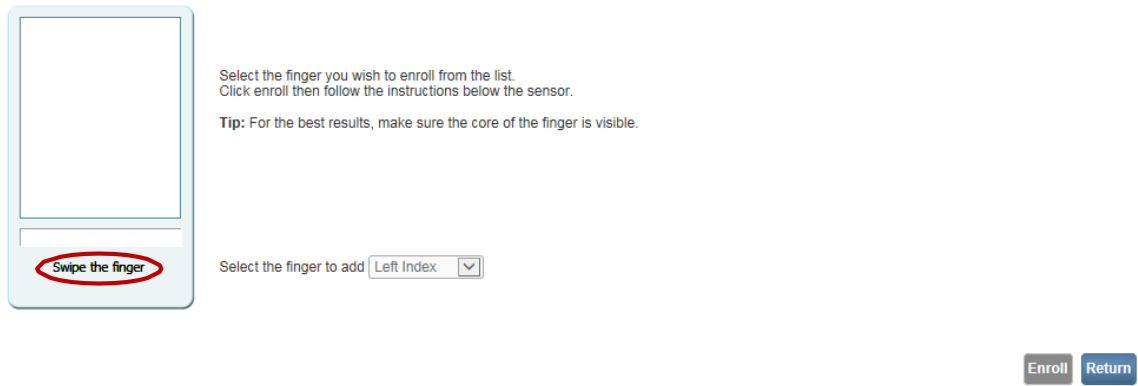 Select the finger you wish to enroll from the list.
Click enroll then follow the instructions below the sensor.
Tip: For the best results, make sure the core of the finger is visible.
Swipe the finger
Select the finger to add Left Index
Enroll Return